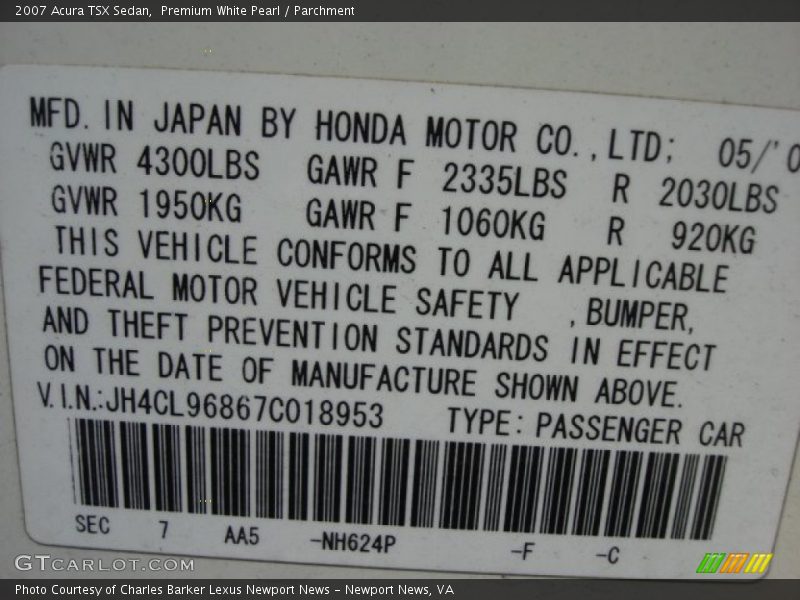 2007 Acura TSX Sedan, Premium White Pearl / Parchment
MFD. IN JAPAN BY HONDA MOTOR CO.,LTD; 05/'0
GVWR 4300LBS GAWR F 2335LBS R 2030LBS
GVWR 1950KG GAWR F 1060KG R 920KG
THIS VEHICLE CONFORMS TO ALL APPLICABLE
FEDERAL MOTOR VEHICLE SAFETY ,BUMPER,
AND THEFT PREVENTION STANDARDS IN EFFECT
ON THE DATE OF MANUFACTURE SHOWN ABOVE.
V.I.N.:JH4CL96867C018953 TYPE: PASSENGER CAR
SEC 7 AA5 -NH624P -F -C
GTCARLOT.COM
Photo Courtesy of Charles Barker Lexus Newport News - Newport News, VA